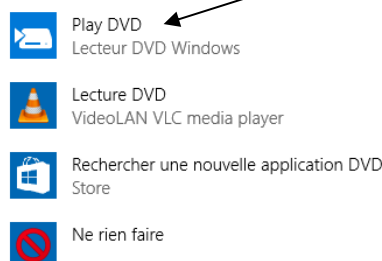 Play DVD
Lecteur DVD Windows
Lecture DVD
VideoLAN VLC media player
Rechercher une nouvelle application DVD
Store
Ne rien faire